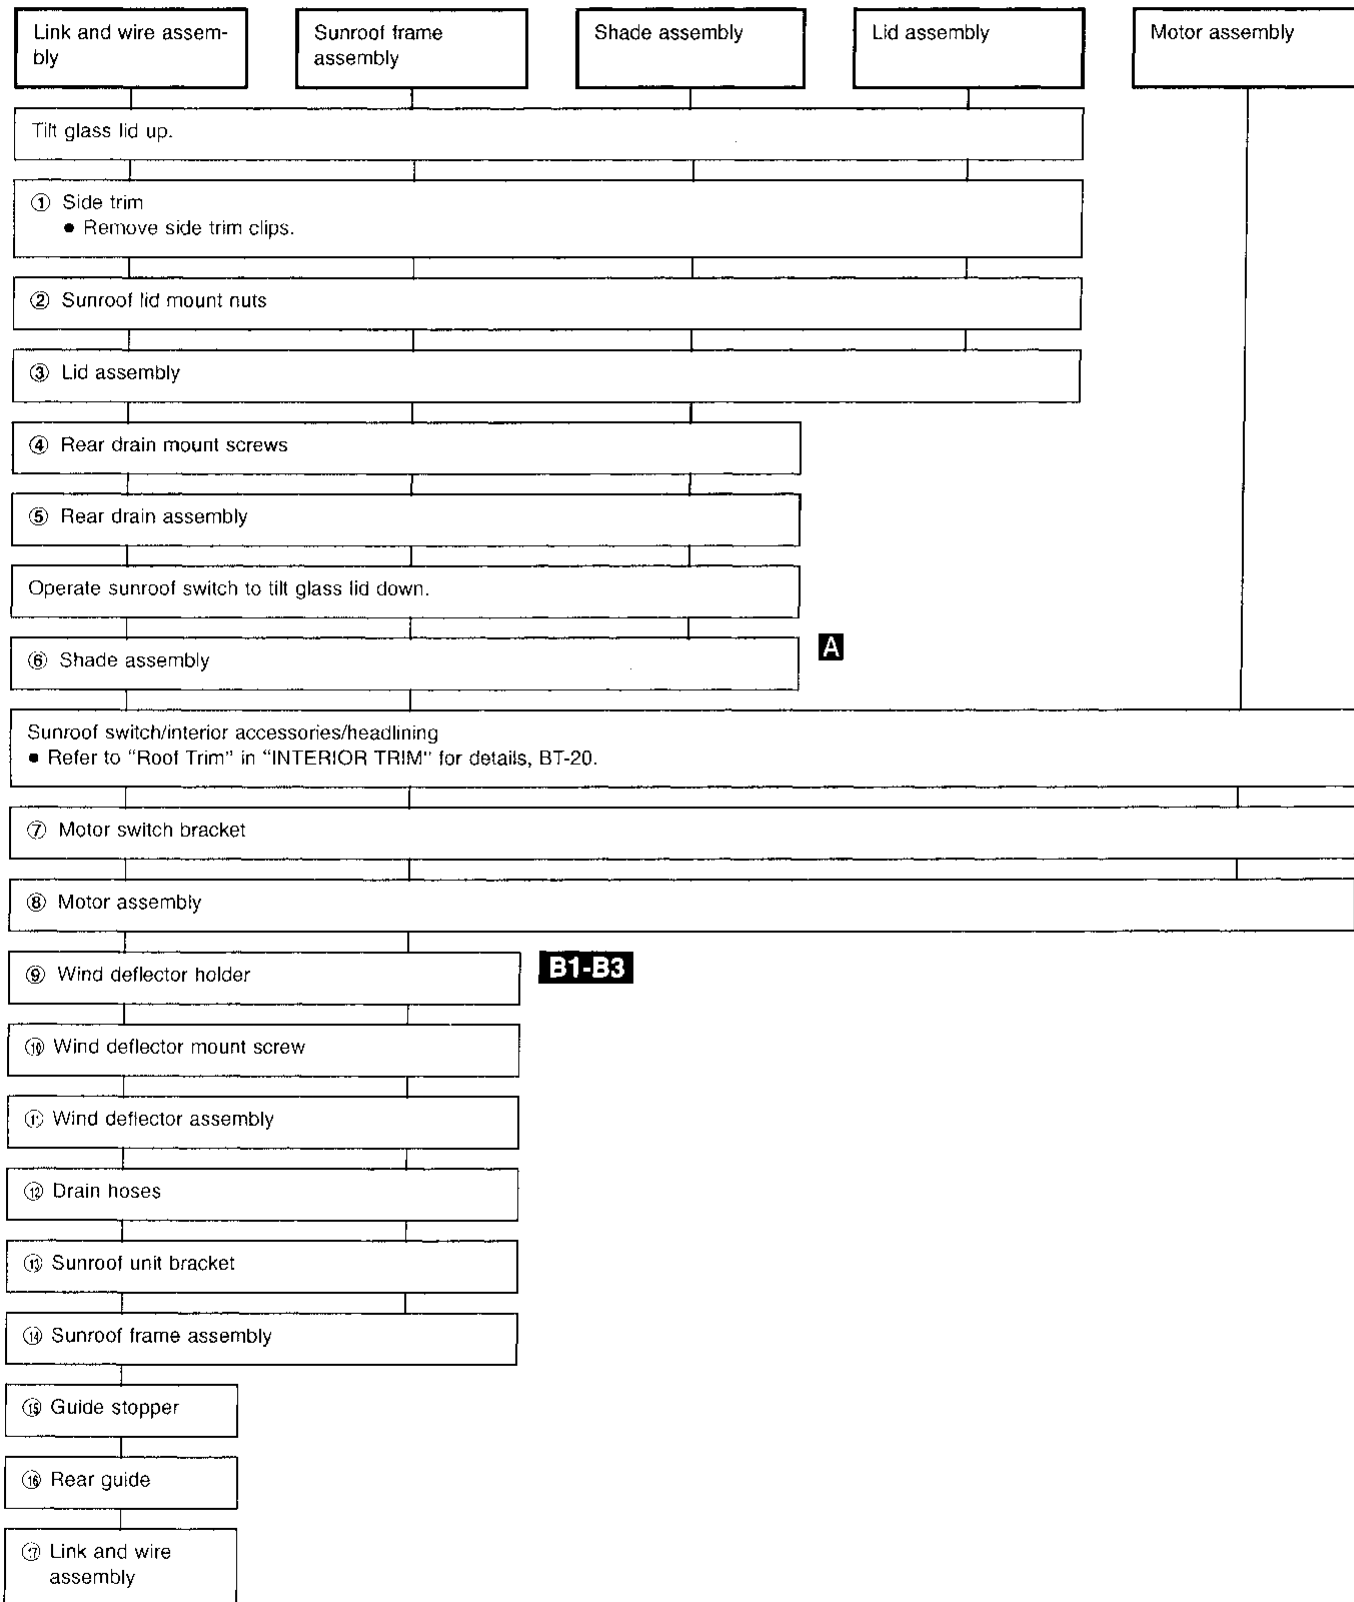 Link and wire assem-
bly
Sunroof frame
assembly
Shade assembly
Lid assembly
Motor assembly
Tilt glass lid up.
① Side trim
● Remove side trim clips.
② Sunroof lid mount nuts
③ Lid assembly
④ Rear drain mount screws
⑤ Rear drain assembly
Operate sunroof switch to tilt glass lid down.
⑥ Shade assembly
A
Sunroof switch/interior accessories/headlining
● Refer to "Roof Trim" in "INTERIOR TRIM" for details, BT-20.
⑦ Motor switch bracket
⑧ Motor assembly
⑨ Wind deflector holder
B1-B3
⑩ Wind deflector mount screw
⑪ Wind deflector assembly
⑫ Drain hoses
⑬ Sunroof unit bracket
⑭ Sunroof frame assembly
⑮ Guide stopper
⑯ Rear guide
⑰ Link and wire
assembly